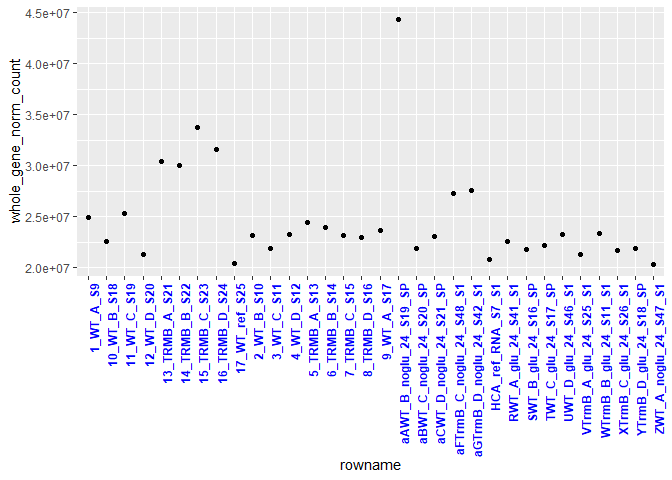 whole_gene_norm_count
4.5e+07
4.0e+07
3.5e+07
3.0e+07
2.5e+07
2.0e+07
1_WT_A_S9
10_WT_B_S18
11_WT_C_S19
12_WT_D_S20
13_TRMB_A_S21
14_TRMB_B_S22
15_TRMB_C_S23
16_TRMB_D_S24
17_WT_ref_S25
2_WT_B_S10
3_WT_C_S11
4_WT_D_S12
5_TRMB_A_S13
6_TRMB_B_S14
7_TRMB_C_S15
8_TRMB_D_S16
9_WT_A_S17
aAWT_B_noglu_24_S19_SP
aBWT_C_noglu_24_S20_SP
aCWT_D_noglu_24_S21_SP
aFTrmB_C_noglu_24_S48_S1
aGTrmB_D_noglu_24_S42_S1
HCA_ref_RNA_S7_S1
RWT_A_glu_24_S41_S1
SWT_B_glu_24_S16_SP
TWT_C_glu_24_S17_SP
UWT_D_glu_24_S46_S1
VTrmB_A_glu_24_S25_S1
WTrmB_B_glu_24_S11_S1
XTrmB_C_glu_24_S26_S1
YTrmB_D_glu_24_S18_SP
ZWT_A_noglu_24_S47_S1
rowname